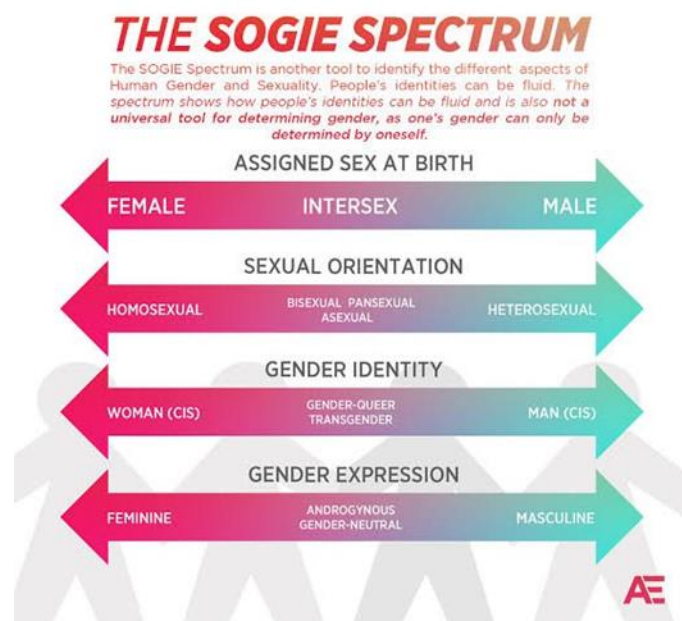 THE SOGIE SPECTRUM
The SOGIE Spectrum is another tool to identify the different aspects of
Human Gender and Sexuality. People's identities can be fluid. The
spectrum shows how people's identities can be fluid and is also not a
universal tool for determining gender, as one's gender can only be
determined by oneself.
ASSIGNED SEX AT BIRTH
FEMALE INTERSEX MALE
SEXUAL ORIENTATION
HOMOSEXUAL BISEXUAL PANSEXUAL HETEROSEXUAL
ASEXUAL
GENDER IDENTITY
WOMAN (CIS) GENDER-QUEER MAN (CIS)
TRANSGENDER
GENDER EXPRESSION
FEMININE ANDROGYNOUS MASCULINE
GENDER-NEUTRAL
AE